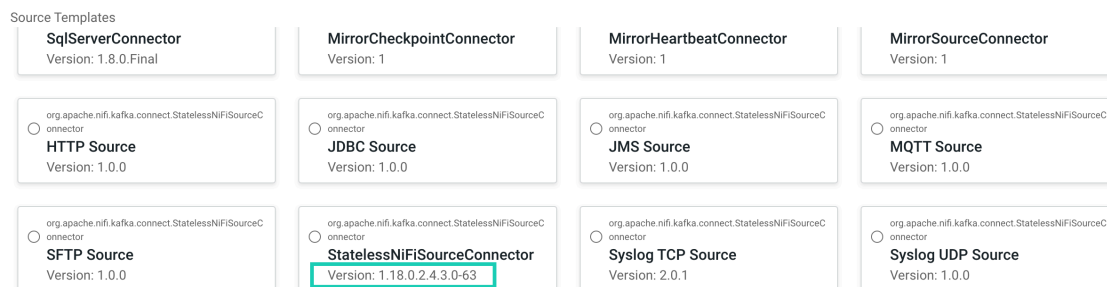 Source Templates
SqlServerConnector
Version: 1.8.0.Final
MirrorCheckpointConnector
Version: 1
MirrorHeartbeatConnector
Version: 1
MirrorSourceConnector
Version: 1
org.apache.nifi.kafka.connect.StatelessNiFiSourceC
onnector
HTTP Source
Version: 1.0.0
org.apache.nifi.kafka.connect.StatelessNiFiSourceC
onnector
JDBC Source
Version: 1.0.0
org.apache.nifi.kafka.connect.StatelessNiFiSourceC
onnector
JMS Source
Version: 1.0.0
org.apache.nifi.kafka.connect.StatelessNiFiSourceC
onnector
MQTT Source
Version: 1.0.0
org.apache.nifi.kafka.connect.StatelessNiFiSourceC
onnector
SFTP Source
Version: 1.0.0
org.apache.nifi.kafka.connect.StatelessNiFiSourceC
onnector
StatelessNiFiSourceConnector
Version: 1.18.0.2.4.3.0-63
org.apache.nifi.kafka.connect.StatelessNiFiSourceC
onnector
Syslog TCP Source
Version: 2.0.1
org.apache.nifi.kafka.connect.StatelessNiFiSourceC
onnector
Syslog UDP Source
Version: 1.0.0